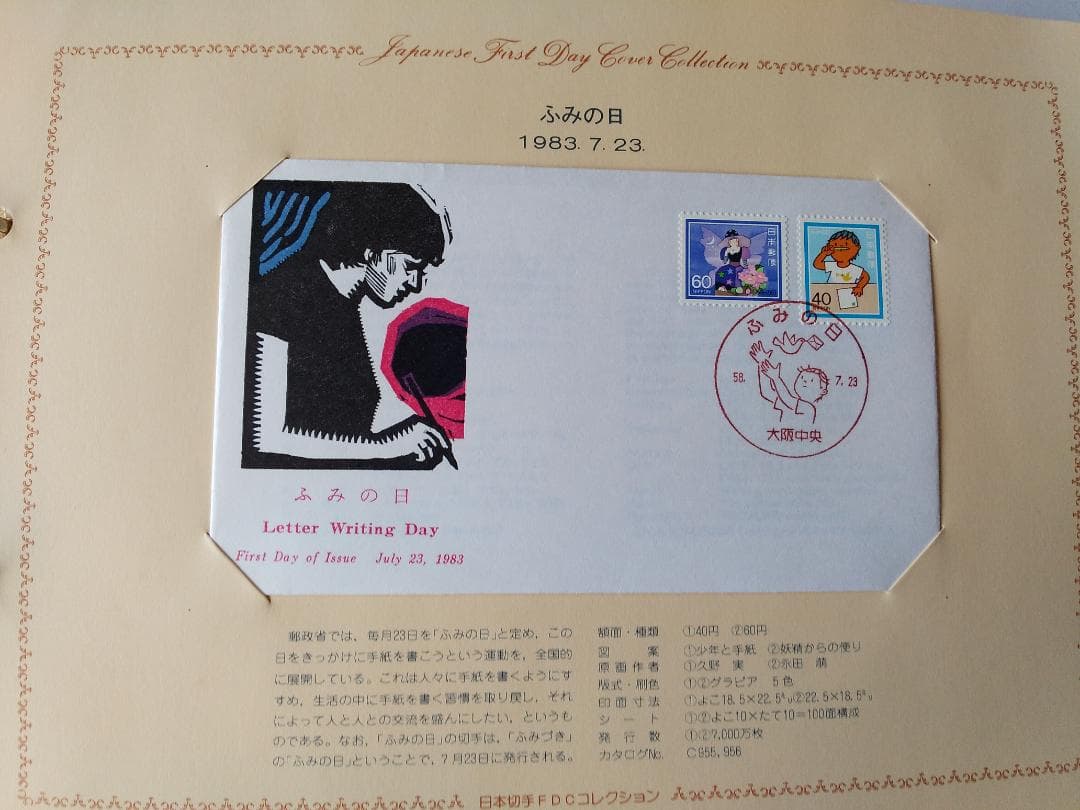 Japanese First Day Cover Collection
ふみの日
1983. 7. 23.
60
日本郵便
NIPPON
40
ふみの日
58. 7. 23
大阪中央
ふみの日
Letter Writing Day
First Day of Issue July 23, 1983
郵政省では、毎月23日を「ふみの日」と定め、この
日をきっかけに手紙を書こうという運動を、全国的
に展開している。これは人々に手紙を書くようにす
すめ、生活の中に手紙を書く習慣を取り戻し、それ
によって人と人との交流を盛んにしたい、というも
のである。なお、「ふみの日」の切手は、「ふみづき」
の「ふみの日」ということで、7月23日に発行される。
額面・種類 ①40円 ②60円
図案 ①少年と手紙 ②妖精からの便り
原画作者 ①久野 実 ②永田 萠
版式・刷色 ①②グラビア 5色
印面寸法 ①よこ18.5×22.5㍉②22.5×18.5㍉
シート ①②よこ10×たて10=100面構成
発行数 ①②7,000万枚
カタログNo. C955, 956
日本切手FDCコレクション